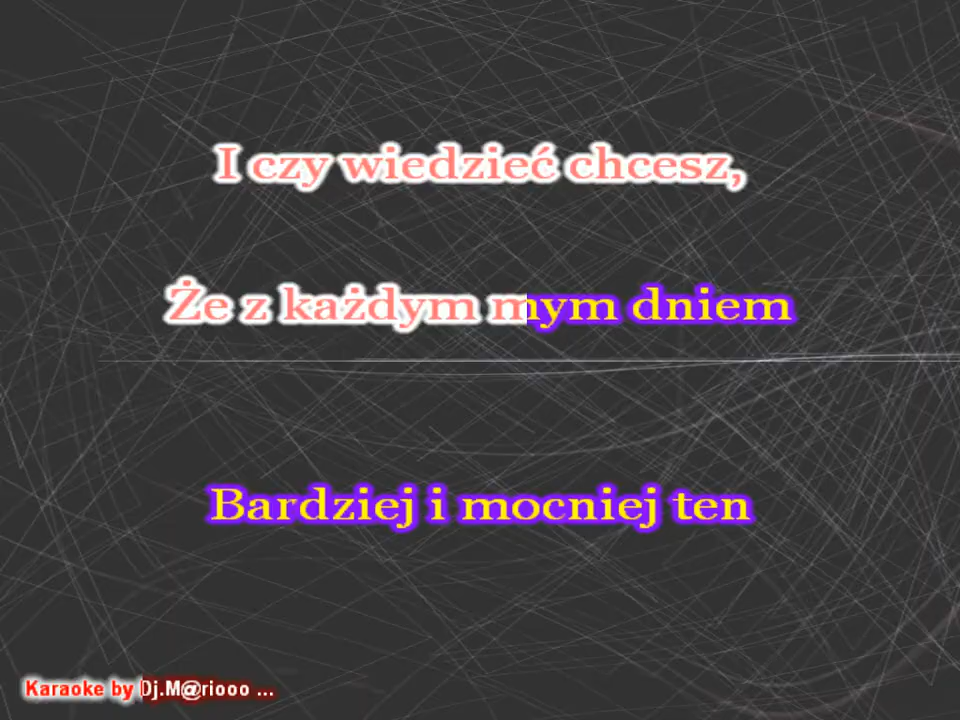 I czy wiedzieć chcesz,
Że z każdym mym dniem
Bardziej i mocniej ten
Karaoke by Dj.M@riooo ...